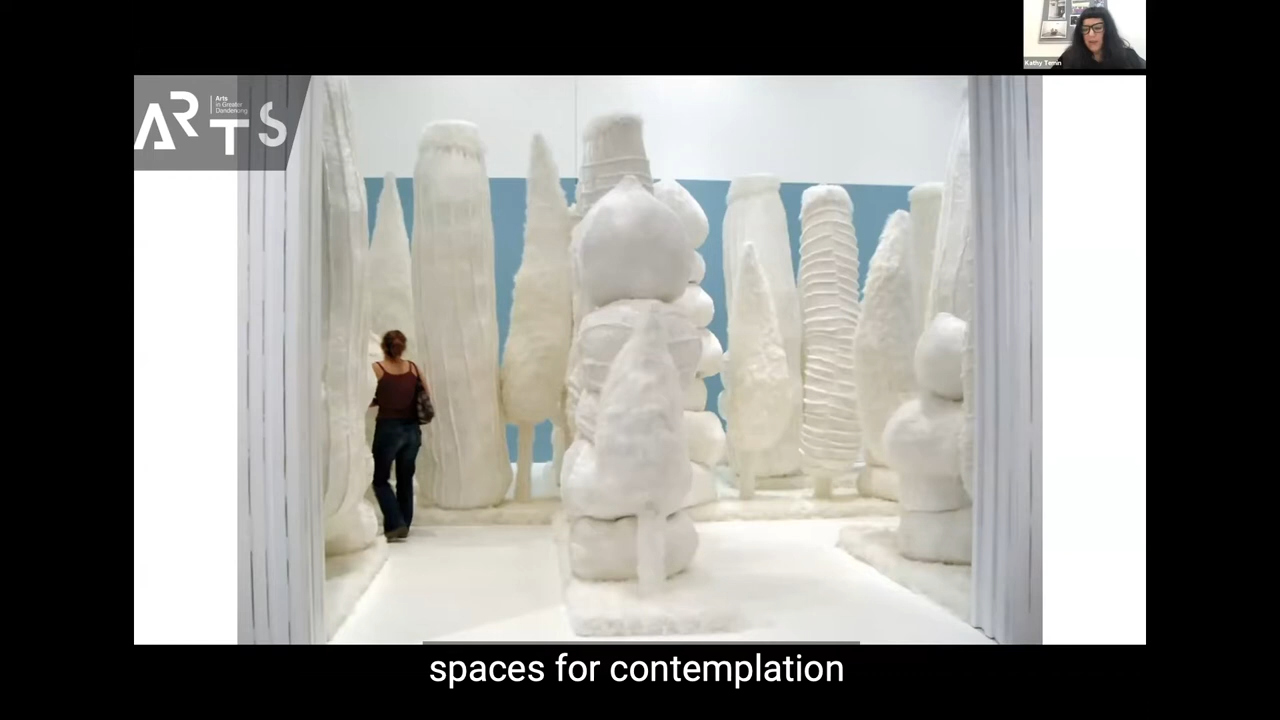 Kathy Temin
ARTS
Arts
in Greater
Dandenong
spaces for contemplation